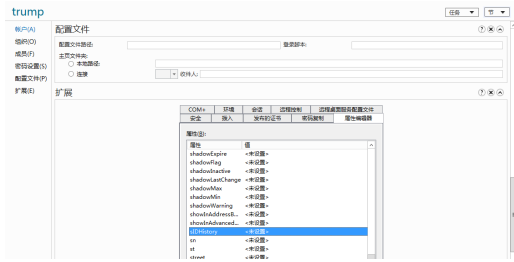 trump
任务
节
帐户(A)
组织(O)
成员(F)
密码设置(S)
配置文件(P)
扩展(E)
配置文件
配置文件路径:
登录脚本:
主页文件夹:
本地路径:
连接
收件人:
扩展
COM+ 环境 会话 远程控制 远程桌面服务配置文件
安全 拨入 发布的证书 密码复制 属性编辑器
属性(B):
属性 值
shadowExpire <未设置>
shadowFlag <未设置>
shadowInactive <未设置>
shadowLastChange <未设置>
shadowMax <未设置>
shadowMin <未设置>
shadowWarning <未设置>
showInAddressB... <未设置>
showInAdvanced... <未设置>
sIDHistory <未设置>
sn <未设置>
st <未设置>
street <未设置>